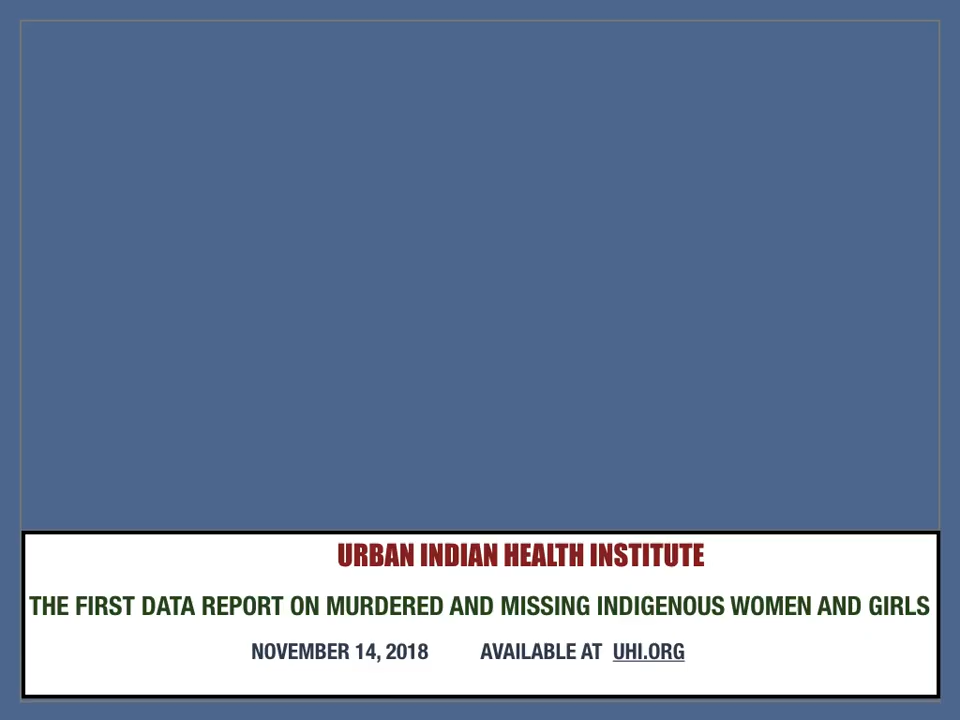 URBAN INDIAN HEALTH INSTITUTE
THE FIRST DATA REPORT ON MURDERED AND MISSING INDIGENOUS WOMEN AND GIRLS
NOVEMBER 14, 2018 AVAILABLE AT UHI.ORG